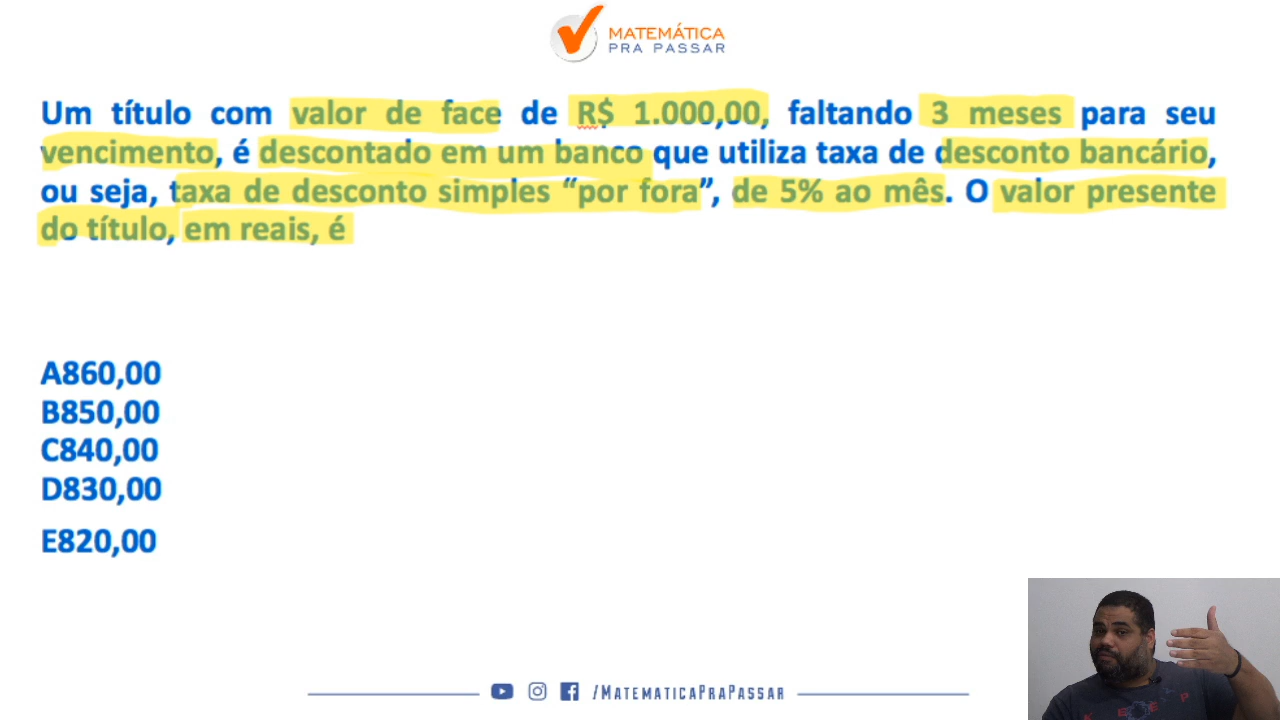 MATEMÁTICA
PRA PASSAR
Um título com valor de face de R$ 1.000,00, faltando 3 meses para seu
vencimento, é descontado em um banco que utiliza taxa de desconto bancário,
ou seja, taxa de desconto simples “por fora”, de 5% ao mês. O valor presente
do título, em reais, é
A860,00
B850,00
C840,00
D830,00
E820,00
/MATEMATICAPRAPASSAR